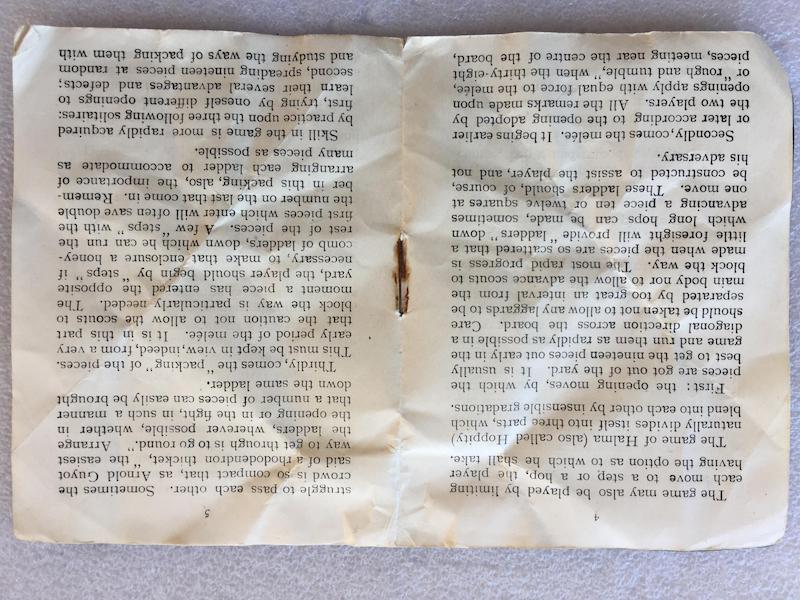 4
The game may also be played by limiting
each move to a step or a hop, the player
having the option as to which he shall take.
The game of Halma (also called Hoppity)
naturally divides itself into three parts, which
blend into each other by insensible gradations.
First : the opening moves, by which the
pieces are got out of the yard. It is usually
best to get the nineteen pieces out early in the
game and run them as rapidly as possible in a
diagonal direction across the board. Care
should be taken not to allow any laggards to be
separated by too great an interval from the
main body nor to allow the advance scouts to
block the way. The most rapid progress is
made when the pieces are so scattered that a
little foresight will provide “ladders” down
which long hops can be made, sometimes
advancing a piece ten or twelve squares at
one move. These ladders should, of course,
be constructed to assist the player, and not
his adversary.
Secondly, comes the melée. It begins earlier
or later according to the opening adopted by
the two players. All the remarks made upon
openings apply with equal force to the melée,
or “rough and tumble,” when the thirty-eight
pieces, meeting near the centre of the board,
5
struggle to pass each other. Sometimes the
crowd is so compact that, as Arnold Guyot
said of a rhododendron thicket, “the easiest
way to get through is to go round.” Arrange
the ladders, wherever possible, whether in
the opening or in the fight, in such a manner
that a number of pieces can easily be brought
down the same ladder.
Thirdly, comes the “packing” of the pieces.
This must be kept in view, indeed, from a very
early period of the melée. It is in this part
that the caution not to allow the scouts to
block the way is particularly needed. The
moment a piece has entered the opposite
yard, the player should begin by “steps” if
necessary, to make that enclosure a honey-
comb of ladders, down which he can run the
rest of the pieces. A few “steps” with the
first pieces which enter will often save double
the number on the last that come in. Remem-
ber in this packing, also, the importance of
arranging each ladder to accommodate as
many pieces as possible.
Skill in the game is more rapidly acquired
by practice upon the three following solitaires:
first, trying by oneself different openings to
learn their several advantages and defects;
second, spreading nineteen pieces at random
and studying the ways of packing them with